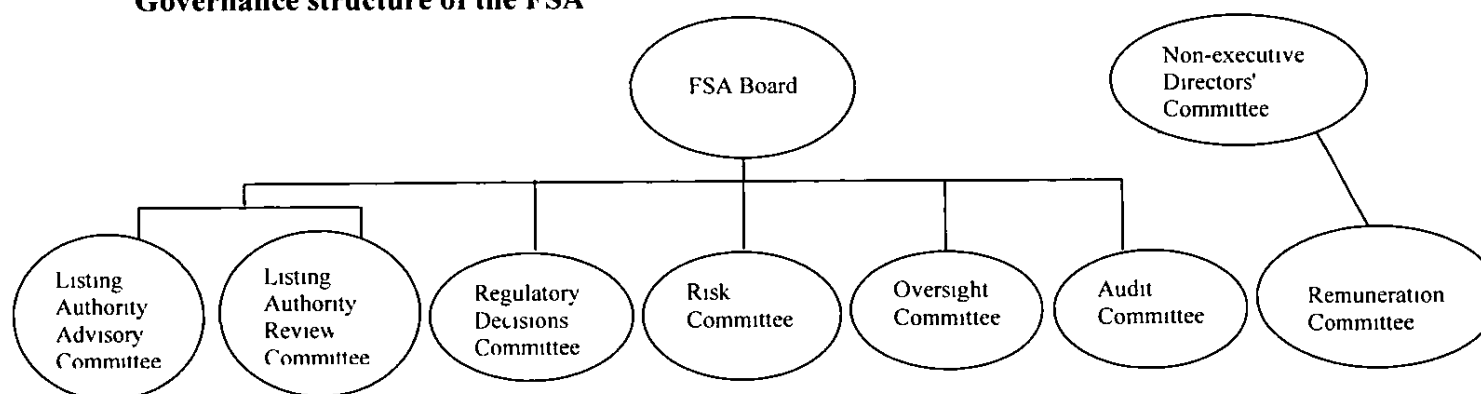 Governance structure of the FSA
FSA Board
Non-executive
Directors'
Committee
Listing
Authority
Advisory
Committee
Listing
Authority
Review
Committee
Regulatory
Decisions
Committee
Risk
Committee
Oversight
Committee
Audit
Committee
Remuneration
Committee